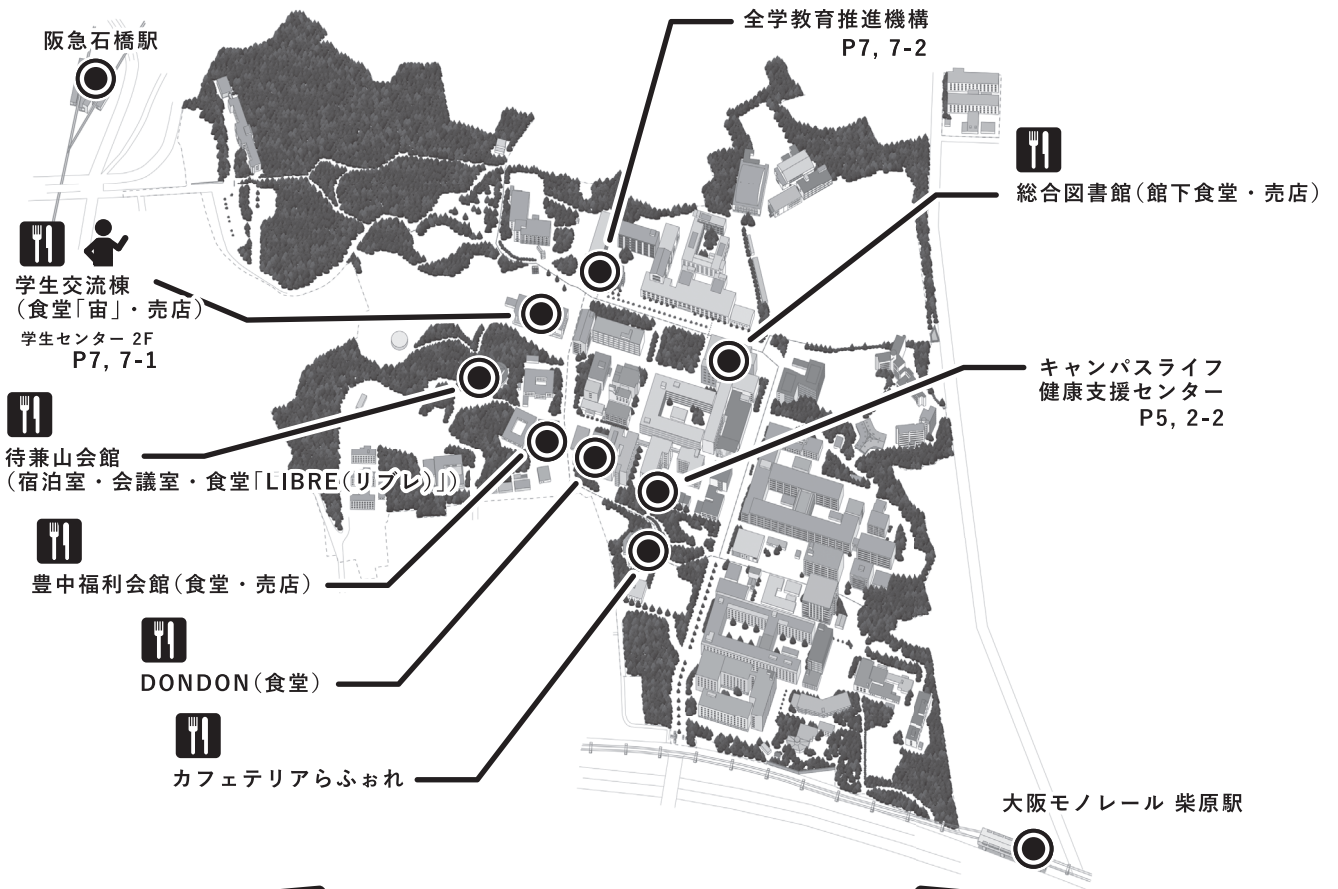 阪急石橋駅
全学教育推進機構
P7, 7-2
総合図書館(館下食堂・売店)
学生交流棟
(食堂「宙」・売店)
学生センター 2F
P7, 7-1
キャンパスライフ
健康支援センター
P5, 2-2
待兼山会館
(宿泊室・会議室・食堂「LIBRE(リブレ)」)
豊中福利会館(食堂・売店)
DONDON(食堂)
カフェテリアらふぉれ
大阪モノレール 柴原駅